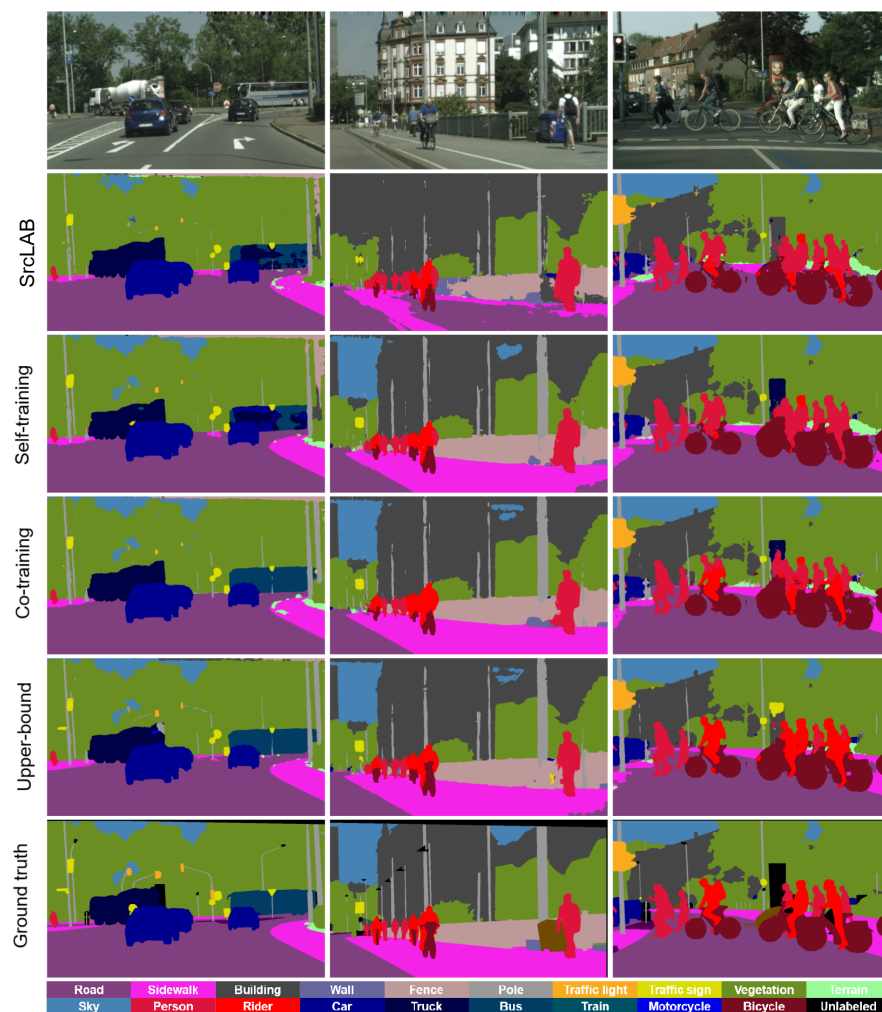 SrcLAB
Self-training
Co-training
Upper-bound
Ground truth
Road Sidewalk Building Wall Fence Pole Traffic light Traffic sign Vegetation Terrain
Sky Person Rider Car Truck Bus Train Motorcycle Bicycle Unlabeled